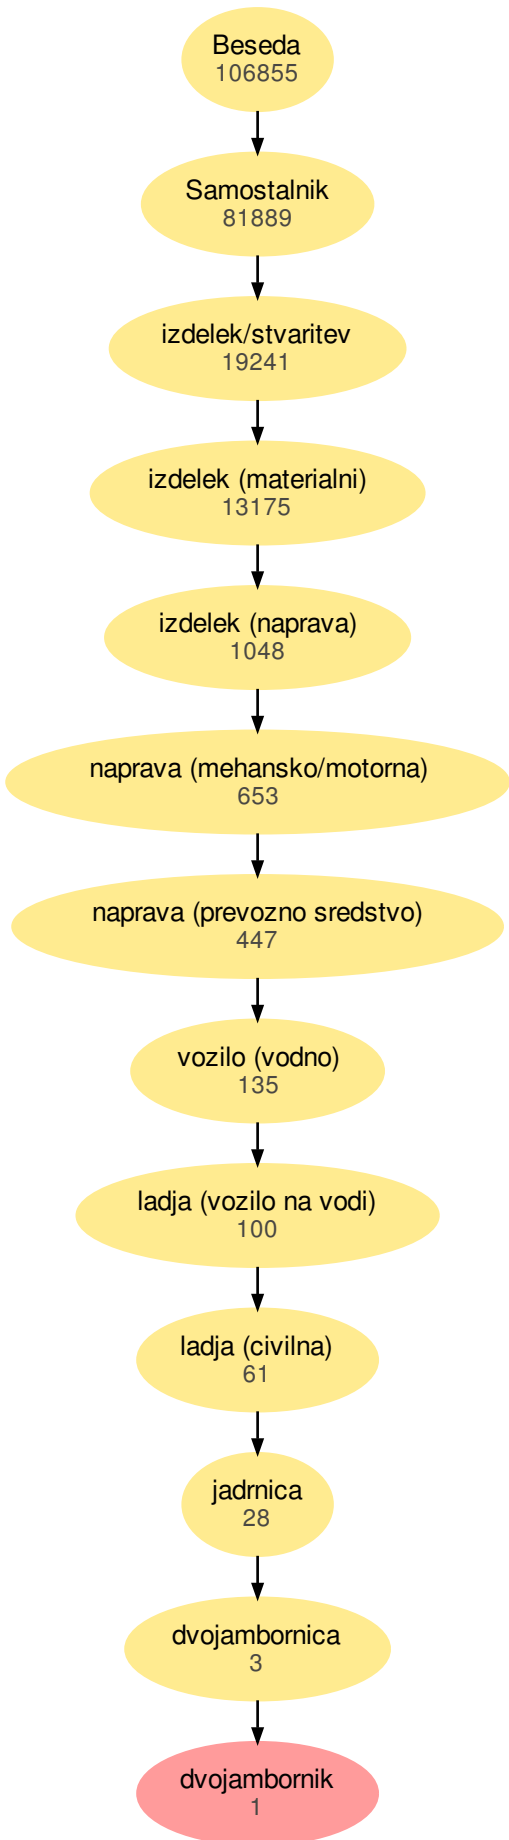 Beseda
106855
Samostalnik
81889
izdelek/stvaritev
19241
izdelek (materialni)
13175
izdelek (naprava)
1048
naprava (mehansko/motorna)
653
naprava (prevozno sredstvo)
447
vozilo (vodno)
135
ladja (vozilo na vodi)
100
ladja (civilna)
61
jadrnica
28
dvojambornica
3
dvojambornik
1